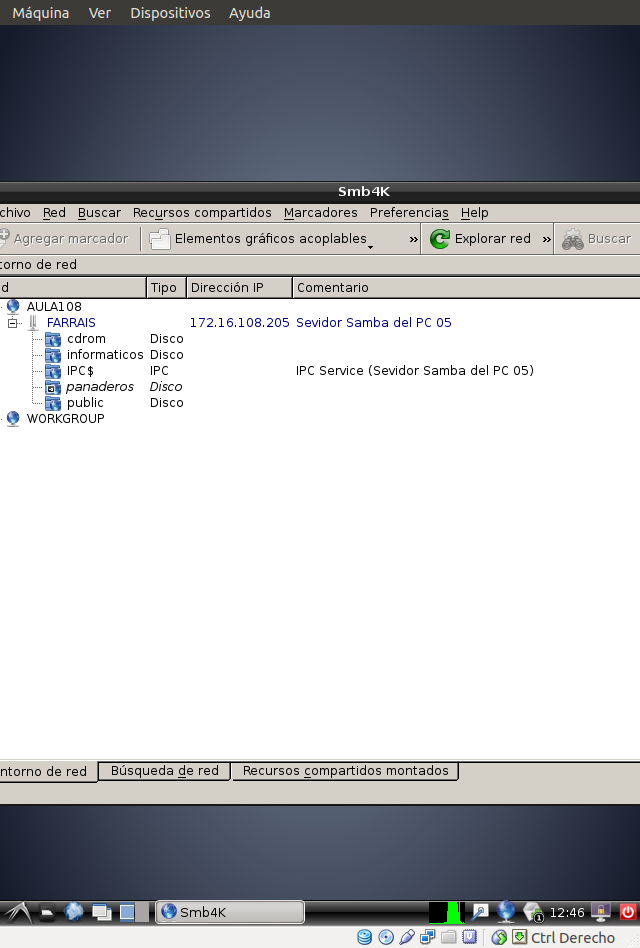 Máquina Ver Dispositivos Ayuda
Smb4K
chivo Red Buscar Recursos compartidos Marcadores Preferencias Help
Agregar marcador Elementos gráficos acoplables » Explorar red » Buscar
torno de red
d Tipo Dirección IP Comentario
AULA108
FARRAIS 172.16.108.205 Sevidor Samba del PC 05
cdrom Disco
informaticos Disco
IPC$ IPC IPC Service (Sevidor Samba del PC 05)
panaderos Disco
public Disco
WORKGROUP
ntorno de red Búsqueda de red Recursos compartidos montados
Smb4K 1 12:46
Ctrl Derecho